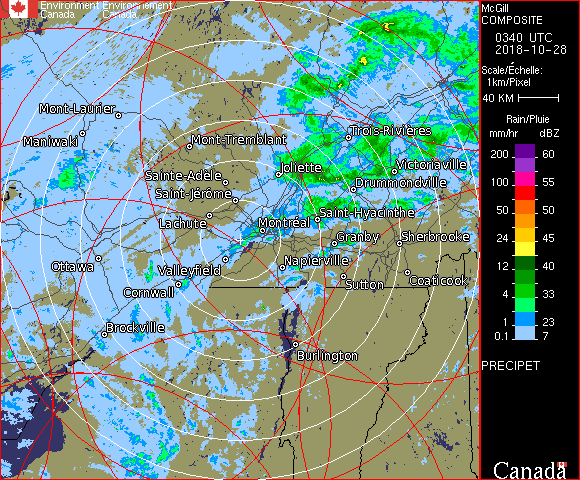 Environment Environnement
Canada Canada
McGill
COMPOSITE
0340 UTC
2018-10-28
Scale/Échelle:
1km/Pixel
40 KM
Rain/Pluie
mm/hr dBZ
200 60
100 55
50 50
24 45
12 40
4 33
1 23
0.1 7
PRECIPET
Canada
Mont-Laurier
Maniwaki
Mont-Tremblant
Trois-Rivières
Sainte-Adèle
Joliette
Victoriaville
Saint-Jérôme
Drummondville
Lachute
Montréal
Saint-Hyacinthe
Granby
Sherbrooke
Ottawa
Valleyfield
Napierville
Cornwall
Sutton
Coaticook
Brockville
Burlington